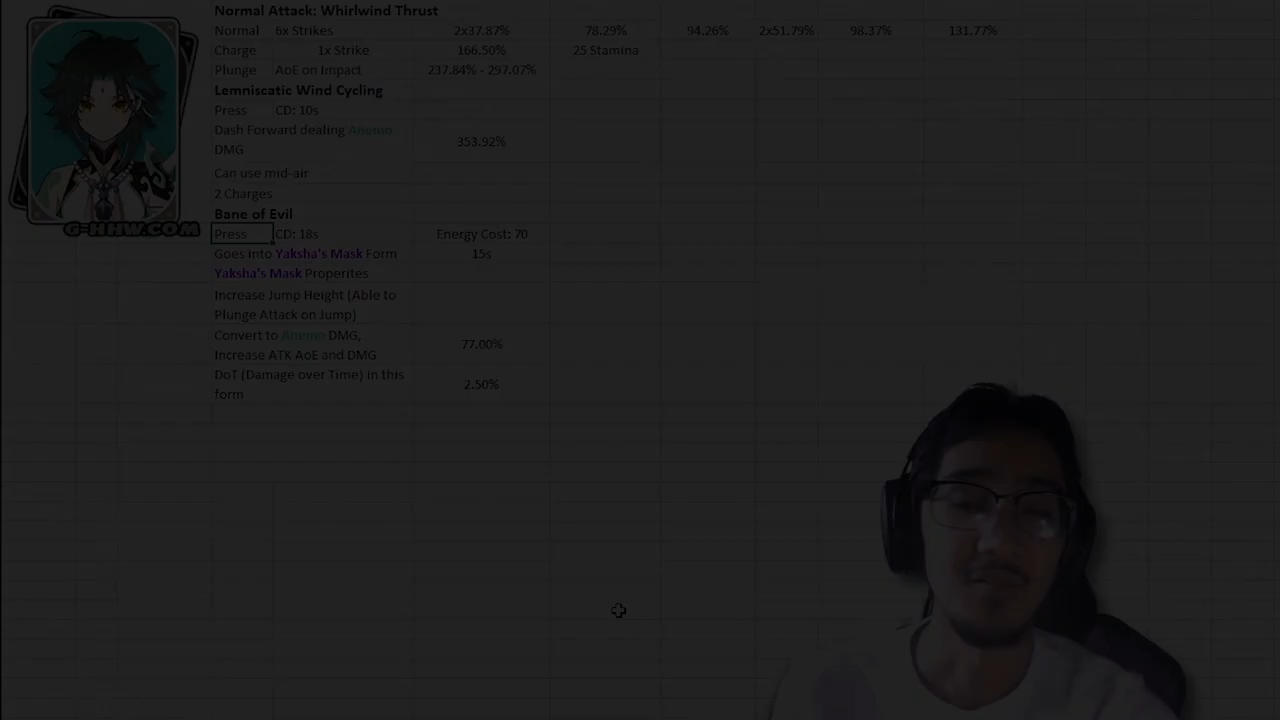 Normal Attack: Whirlwind Thrust
Normal 6x Strikes 2x37.87% 78.29% 94.26% 2x51.79% 98.37% 131.77%
Charge 1x Strike 166.50% 25 Stamina
Plunge AoE on Impact 237.84% - 297.07%
Lemniscatic Wind Cycling
Press CD: 10s
Dash Forward dealing Anemo
DMG
353.92%
Can use mid-air
2 Charges
Bane of Evil
Press CD: 18s Energy Cost: 70
Goes into Yaksha's Mask Form 15s
Yaksha's Mask Properites
Increase Jump Height (Able to
Plunge Attack on Jump)
Convert to Anemo DMG,
Increase ATK AoE and DMG
77.00%
DoT (Damage over Time) in this
form
2.50%
G-HHW.COM